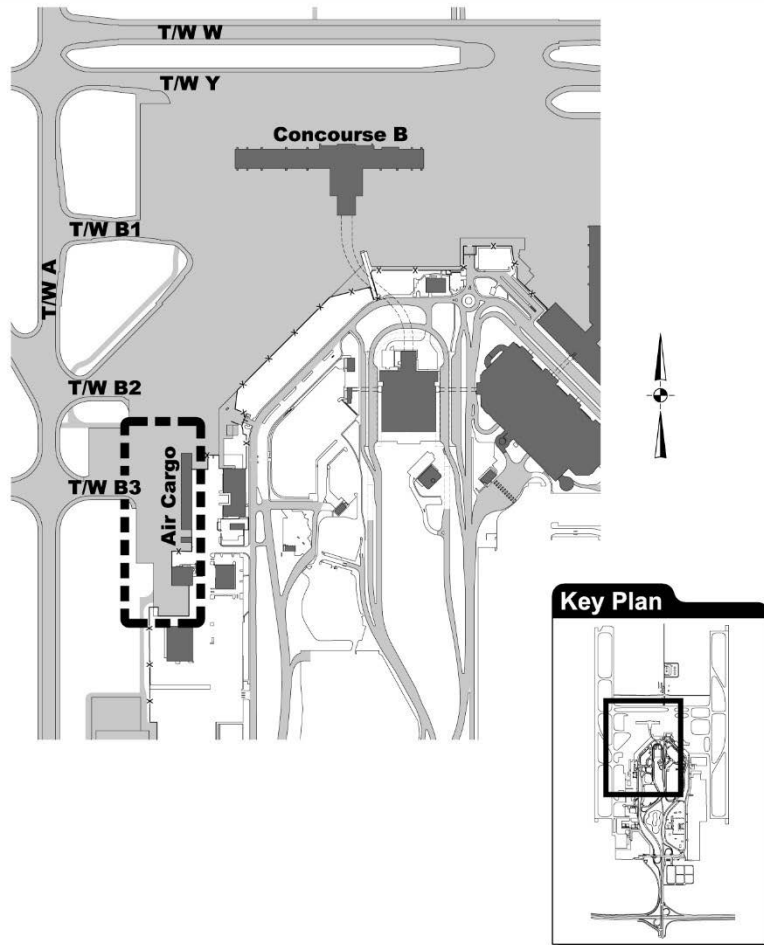 T/W W
T/W Y
Concourse B
T/W B1
T/W A
T/W B2
T/W B3
Air Cargo
Key Plan